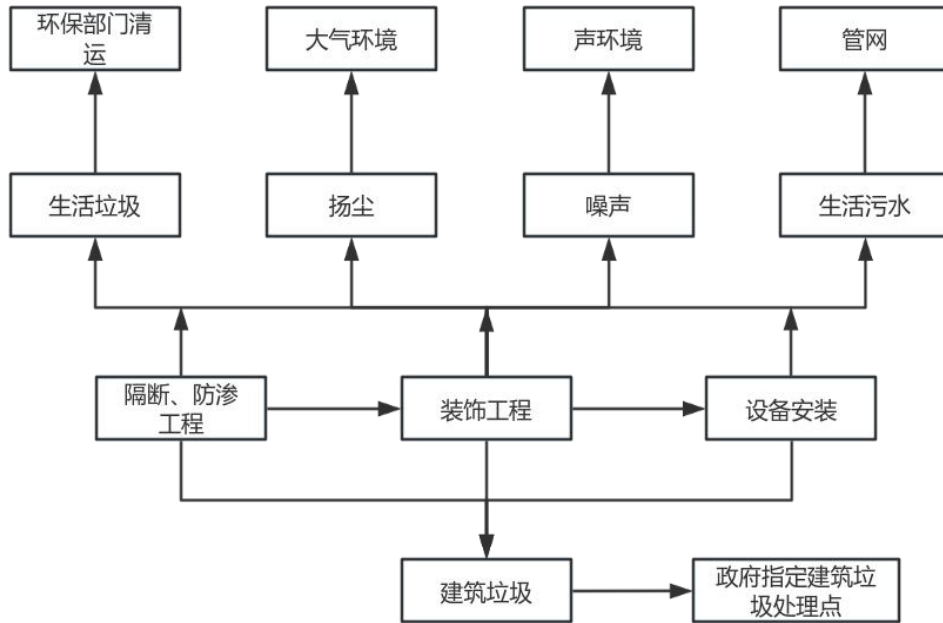 环保部门清
运
大气环境
声环境
管网
生活垃圾
扬尘
噪声
生活污水
隔断、防渗
工程
装饰工程
设备安装
建筑垃圾
政府指定建筑垃
圾处理点